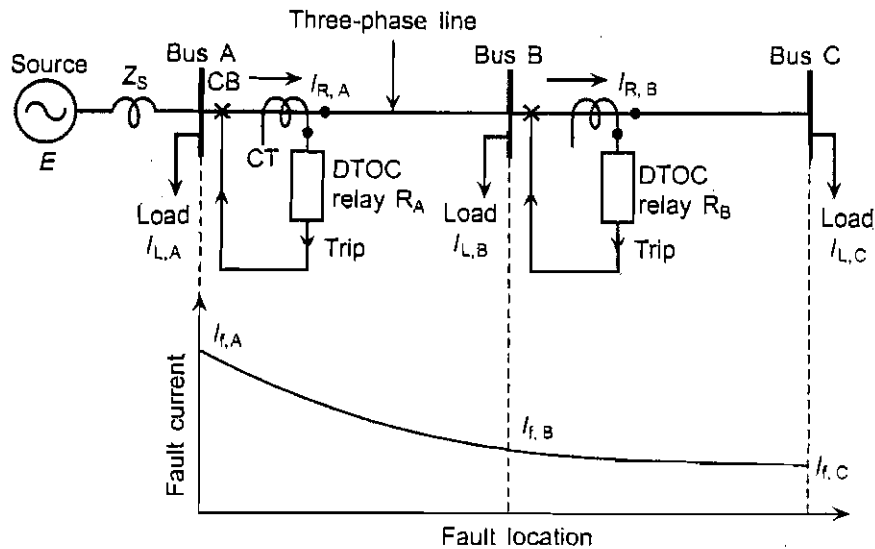 Three-phase line
Source
Z_S
Bus A
CB
I_R, A
Bus B
I_R, B
Bus C
E
CT
DTOC
relay R_A
DTOC
relay R_B
Load
I_L,A
Trip
Load
I_L,B
Trip
Load
I_L,C
I_f,A
I_f, B
I_f, C
Fault current
Fault location